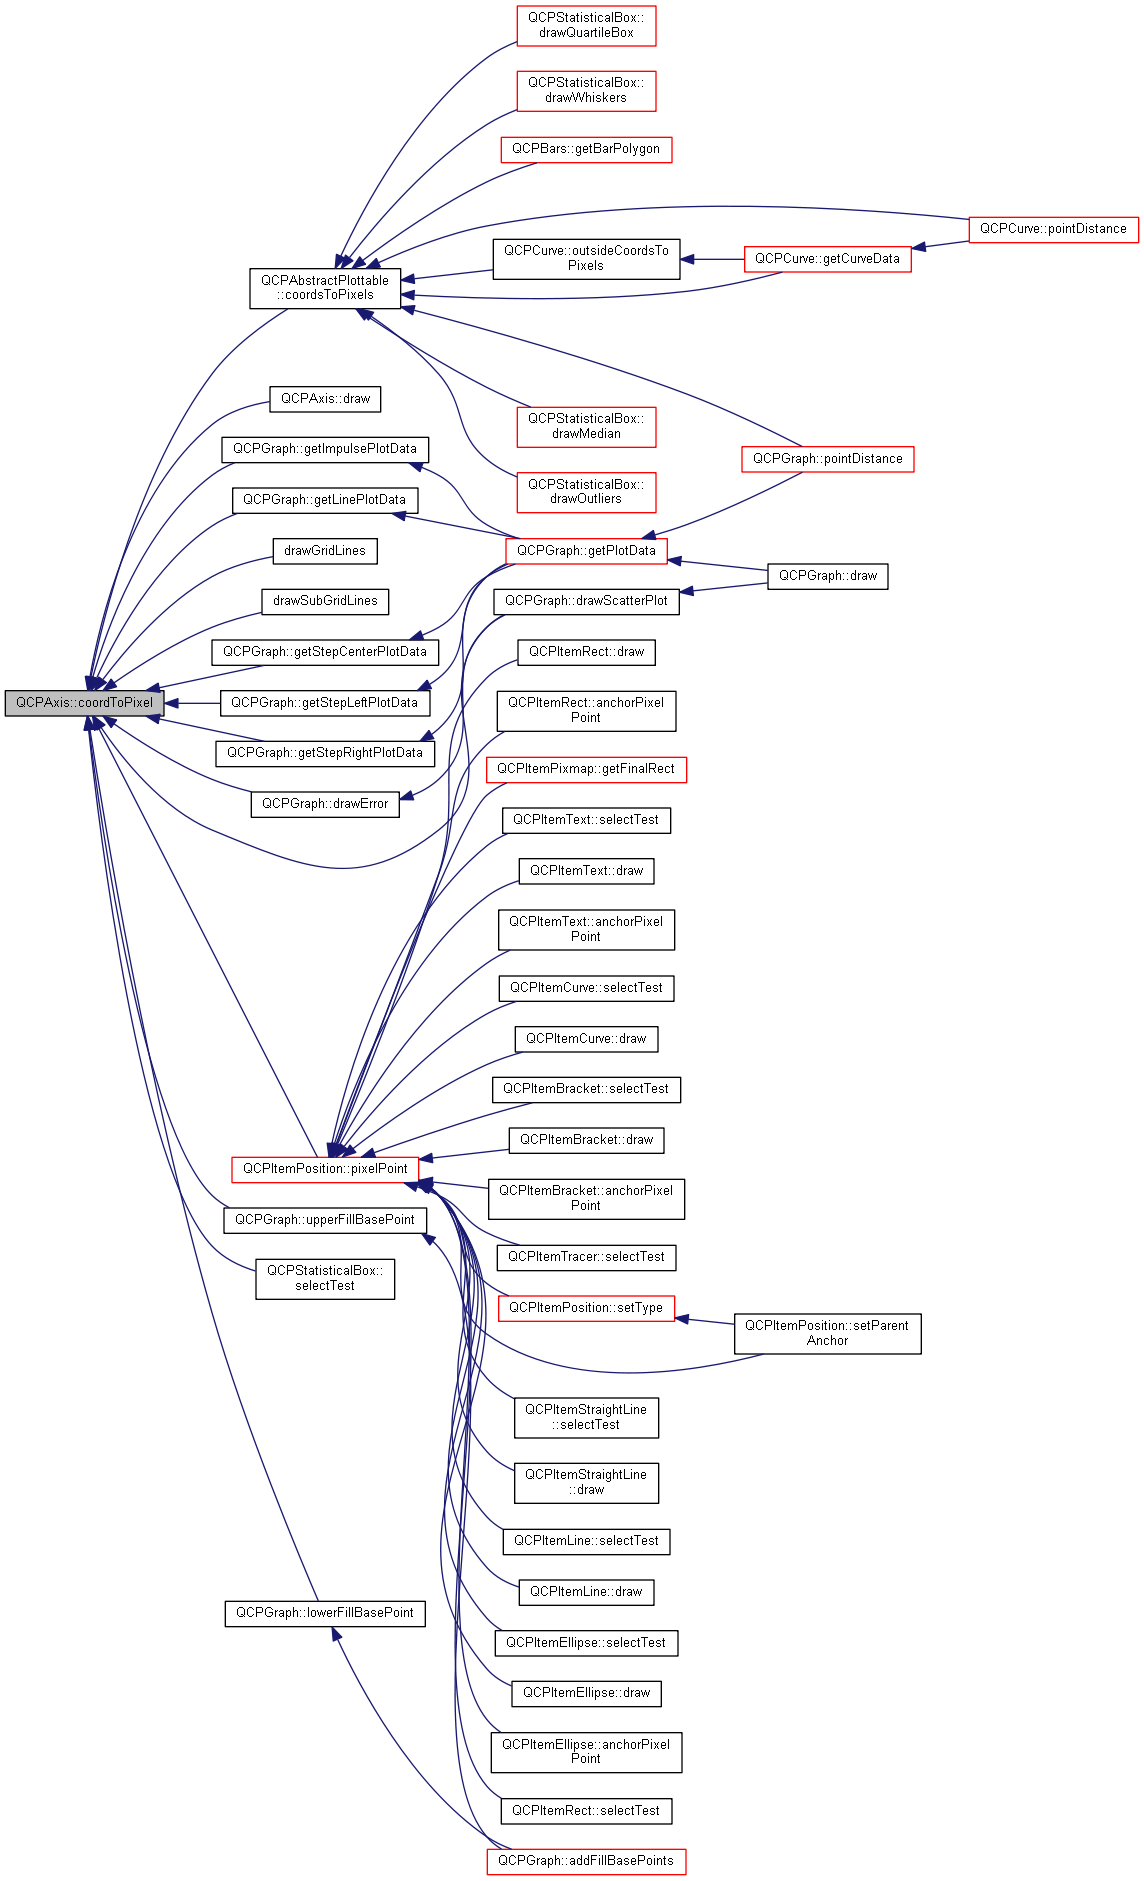 QCPStatisticalBox::
drawQuartileBox
QCPStatisticalBox::
drawWhiskers
QCPBars::getBarPolygon
QCPCurve::pointDistance
QCPCurve::outsideCoordsTo
Pixels
QCPCurve::getCurveData
QCPAbstractPlottable
::coordsToPixels
QCPAxis::draw
QCPStatisticalBox::
drawMedian
QCPGraph::getImpulsePlotData
QCPGraph::pointDistance
QCPStatisticalBox::
drawOutliers
QCPGraph::getLinePlotData
drawGridLines
QCPGraph::getPlotData
QCPGraph::draw
drawSubGridLines
QCPGraph::drawScatterPlot
QCPGraph::getStepCenterPlotData
QCPItemRect::draw
QCPAxis::coordToPixel
QCPGraph::getStepLeftPlotData
QCPItemRect::anchorPixel
Point
QCPGraph::getStepRightPlotData
QCPItemPixmap::getFinalRect
QCPGraph::drawError
QCPItemText::selectTest
QCPItemText::draw
QCPItemText::anchorPixel
Point
QCPItemCurve::selectTest
QCPItemCurve::draw
QCPItemBracket::selectTest
QCPItemBracket::draw
QCPItemPosition::pixelPoint
QCPItemBracket::anchorPixel
Point
QCPGraph::upperFillBasePoint
QCPItemTracer::selectTest
QCPStatisticalBox::
selectTest
QCPItemPosition::setType
QCPItemPosition::setParent
Anchor
QCPItemStraightLine
::selectTest
QCPItemStraightLine
::draw
QCPItemLine::selectTest
QCPItemLine::draw
QCPGraph::lowerFillBasePoint
QCPItemEllipse::selectTest
QCPItemEllipse::draw
QCPItemEllipse::anchorPixel
Point
QCPItemRect::selectTest
QCPGraph::addFillBasePoints